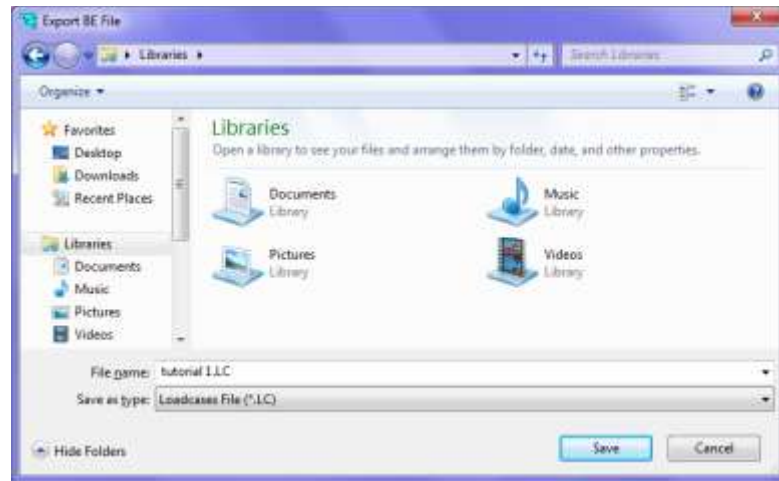 Export BE File
Libraries
Search Libraries
Organize
Favorites
Desktop
Downloads
Recent Places
Libraries
Documents
Music
Pictures
Videos
Libraries
Open a library to see your files and arrange them by folder, date, and other properties.
Documents
Library
Music
Library
Pictures
Library
Videos
Library
File name: tutorial 1.LC
Save as type: Loadcases File (*.LC)
Hide Folders
Save
Cancel